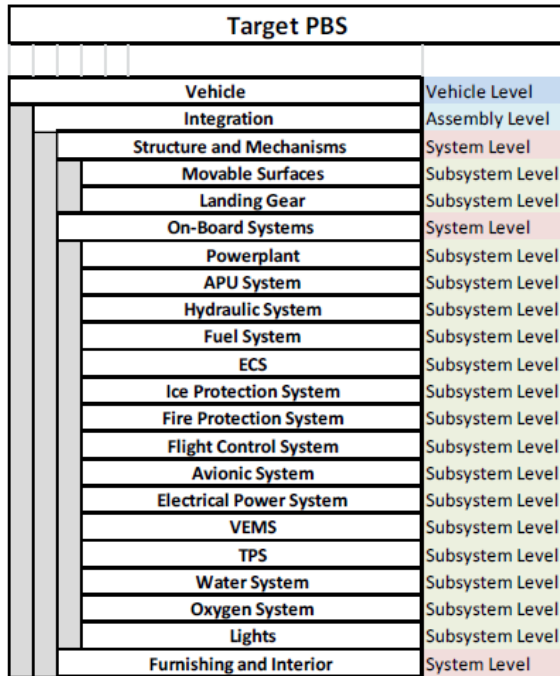 Target PBS
Vehicle Vehicle Level
Integration Assembly Level
Structure and Mechanisms System Level
Movable Surfaces Subsystem Level
Landing Gear Subsystem Level
On-Board Systems System Level
Powerplant Subsystem Level
APU System Subsystem Level
Hydraulic System Subsystem Level
Fuel System Subsystem Level
ECS Subsystem Level
Ice Protection System Subsystem Level
Fire Protection System Subsystem Level
Flight Control System Subsystem Level
Avionic System Subsystem Level
Electrical Power System Subsystem Level
VEMS Subsystem Level
TPS Subsystem Level
Water System Subsystem Level
Oxygen System Subsystem Level
Lights Subsystem Level
Furnishing and Interior System Level